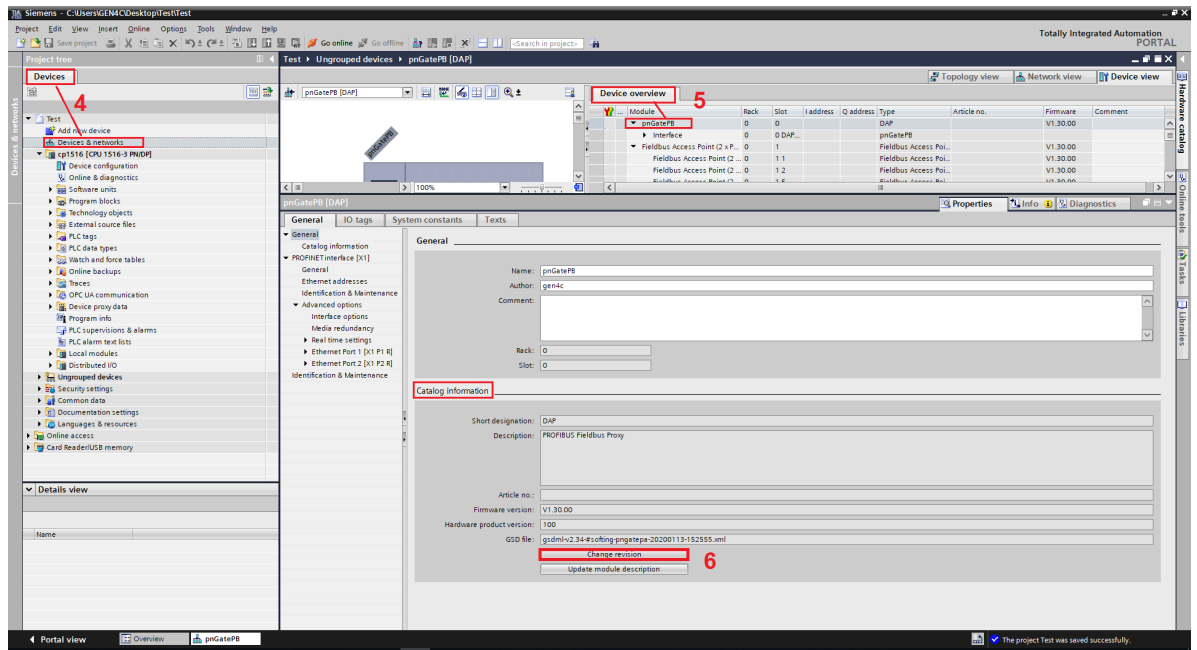 Siemens - C:\Users\GEN4C\Desktop\Test\Test
Project Edit View Insert Online Options Tools Window Help
Totally Integrated Automation
PORTAL
Save project Go online Go offline <Search in project>
Project tree
Test Ungrouped devices pnGatePB [DAP]
Devices
Topology view Network view Device view
4
Test
Add new device
Devices & networks
cp1516 [CPU 1516-3 PN/DP]
Device configuration
Online & diagnostics
Software units
Program blocks
Technology objects
External source files
PLC tags
PLC data types
Watch and force tables
Online backups
Traces
OPC UA communication
Device proxy data
Program info
PLC supervisions & alarms
PLC alarm text lists
Local modules
Distributed I/O
Ungrouped devices
Security settings
Common data
Documentation settings
Languages & resources
Online access
Card Reader/USB memory
Details view
Name
Devices & networks
pnGatePB [DAP]
pnGatePB
100%
Device overview
5
... Module Rack Slot I address Q address Type Article no. Firmware Comment
pnGatePB 0 0 DAP V1.30.00
Interface 0 0 DAP... pnGatePB
Fieldbus Access Point (2 x P... 0 1 Fieldbus Access Poi... V1.30.00
Fieldbus Access Point (2 ... 0 1 1 Fieldbus Access Poi... V1.30.00
Fieldbus Access Point (2 ... 0 1 2 Fieldbus Access Poi... V1.30.00
pnGatePB [DAP]
Properties Info Diagnostics
General IO tags System constants Texts
General
Catalog information
PROFINET interface [X1]
General
Ethernet addresses
Identification & Maintenance
Advanced options
Interface options
Media redundancy
Real time settings
Ethernet Port 1 [X1 P1 R]
Ethernet Port 2 [X1 P2 R]
Identification & Maintenance
General
Name: pnGatePB
Author: gen4c
Comment:
Rack: 0
Slot: 0
Catalog information
Short designation: DAP
Description: PROFIBUS Fieldbus Proxy
Article no.:
Firmware version: V1.30.00
Hardware product version: 100
GSD file: gsdml-v2.34-#softing-pngatepa-20200113-152555.xml
Change revision
6
Update module description
Hardware catalog
Online tools
Tasks
Libraries
Portal view Overview pnGatePB
The project Test was saved successfully.